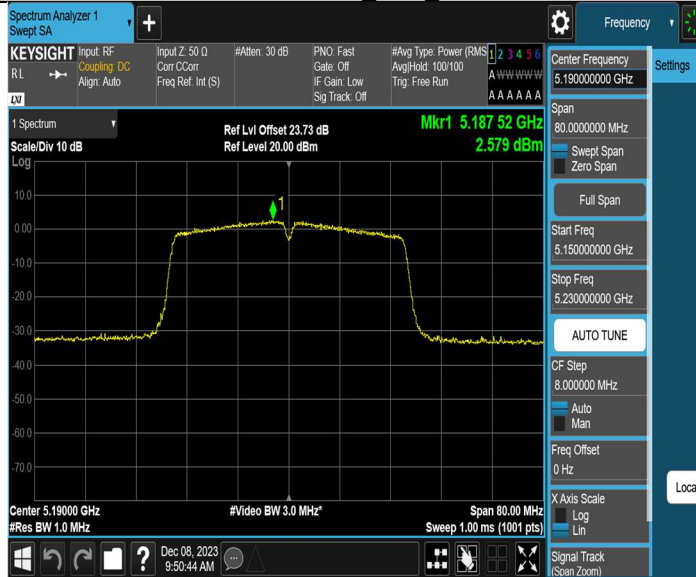 Spectrum Analyzer 1
Swept SA
Frequency
KEYSIGHT
RL
LXI
Input: RF
Coupling: DC
Align: Auto
Input Z: 50 Ω
Corr CCorr
Freq Ref: Int (S)
#Atten: 30 dB
PNO: Fast
Gate: Off
IF Gain: Low
Sig Track: Off
#Avg Type: Power (RMS
Avg|Hold: 100/100
Trig: Free Run
1 2 3 4 5 6
A W W W W W
A A A A A A
1 Spectrum
Scale/Div 10 dB
Log
Ref Lvl Offset 23.73 dB
Ref Level 20.00 dBm
Mkr1 5.187 52 GHz
2.579 dBm
1
10.0
0.00
-10.0
-20.0
-30.0
-40.0
-50.0
-60.0
-70.0
Center 5.19000 GHz
#Res BW 1.0 MHz
#Video BW 3.0 MHz*
Span 80.00 MHz
Sweep 1.00 ms (1001 pts)
Dec 08, 2023
9:50:44 AM
Center Frequency
5.190000000 GHz
Span
80.0000000 MHz
Swept Span
Zero Span
Full Span
Start Freq
5.150000000 GHz
Stop Freq
5.230000000 GHz
AUTO TUNE
CF Step
8.000000 MHz
Auto
Man
Freq Offset
0 Hz
X Axis Scale
Log
Lin
Signal Track
(Span Zoom)
Settings
Loca